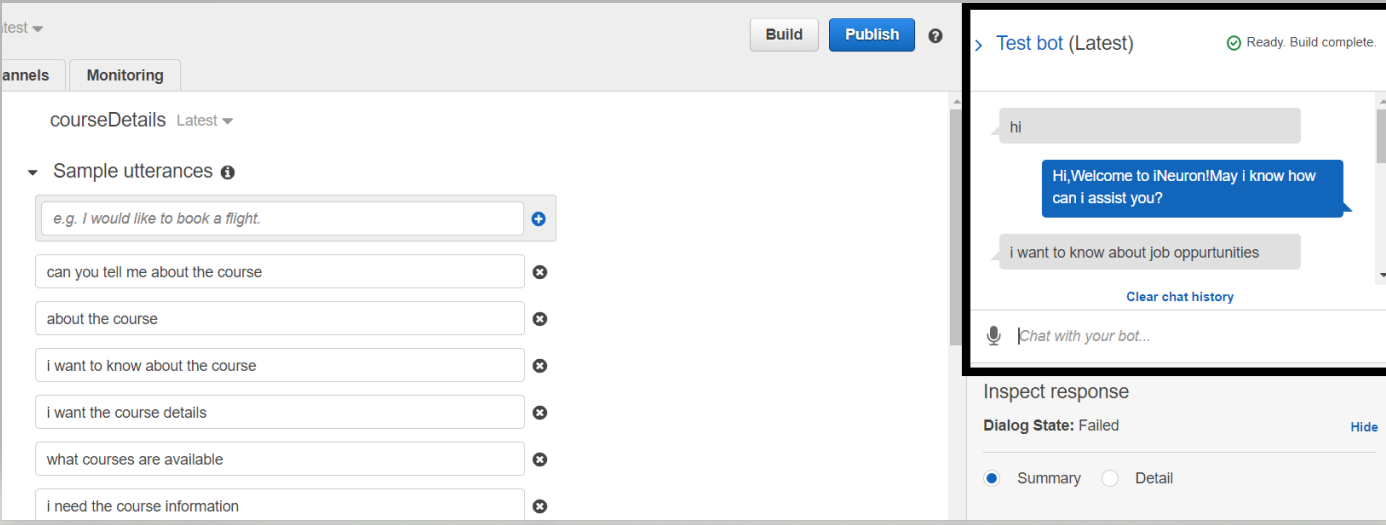 test
Build
Publish
annels
Monitoring
courseDetails Latest
Sample utterances
e.g. I would like to book a flight.
can you tell me about the course
about the course
i want to know about the course
i want the course details
what courses are available
i need the course information
Test bot (Latest)
Ready. Build complete.
hi
Hi,Welcome to iNeuron!May i know how
can i assist you?
i want to know about job oppurtunities
Clear chat history
Chat with your bot...
Inspect response
Dialog State: Failed
Hide
Summary
Detail